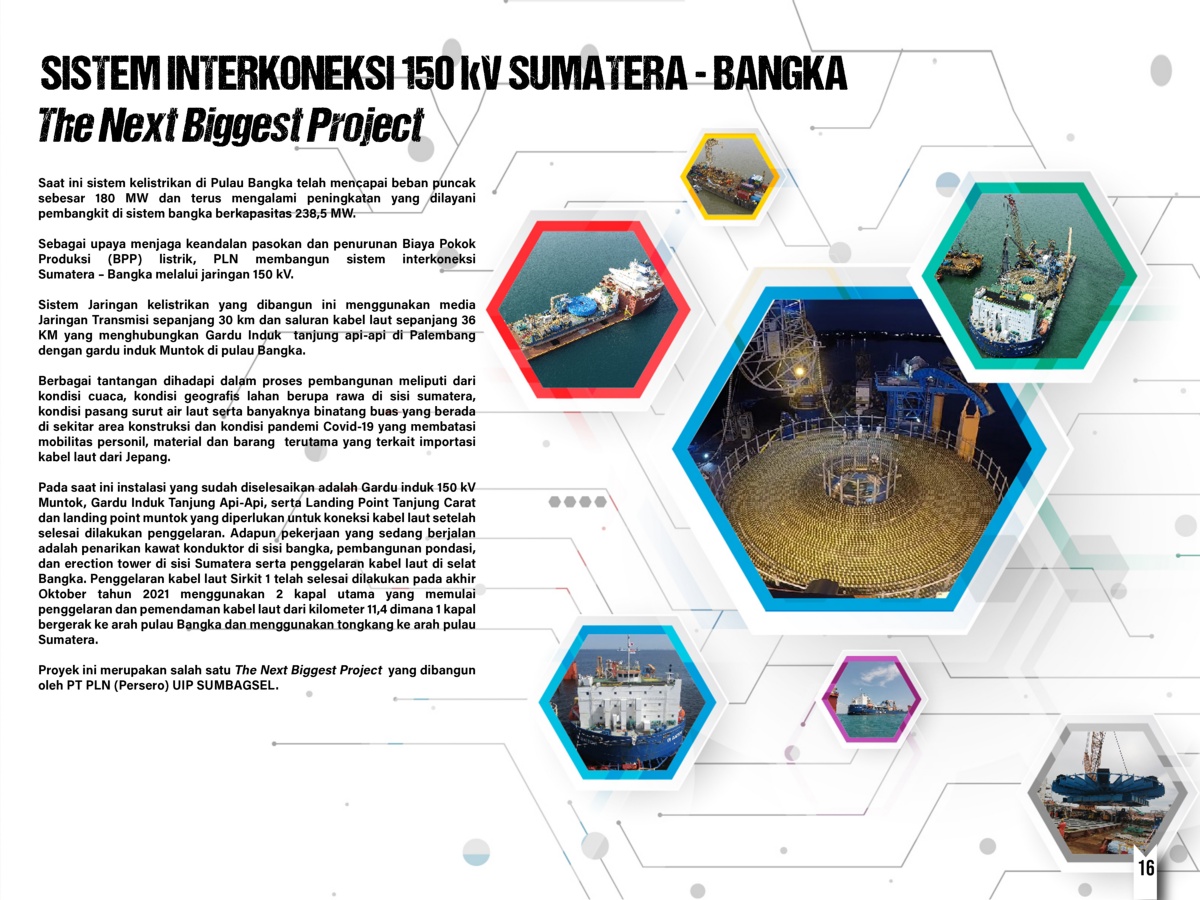 SISTEM INTERKONEKSI 150 kV SUMATERA - BANGKA
The Next Biggest Project
Saat ini sistem kelistrikan di Pulau Bangka telah mencapai beban puncak
sebesar 180 MW dan terus mengalami peningkatan yang dilayani
pembangkit di sistem bangka berkapasitas 238,5 MW.
Sebagai upaya menjaga keandalan pasokan dan penurunan Biaya Pokok
Produksi (BPP) listrik, PLN membangun sistem interkoneksi
Sumatera – Bangka melalui jaringan 150 kV.
Sistem Jaringan kelistrikan yang dibangun ini menggunakan media
Jaringan Transmisi sepanjang 30 km dan saluran kabel laut sepanjang 36
KM yang menghubungkan Gardu Induk tanjung api-api di Palembang
dengan gardu induk Muntok di pulau Bangka.
Berbagai tantangan dihadapi dalam proses pembangunan meliputi dari
kondisi cuaca, kondisi geografis lahan berupa rawa di sisi sumatera,
kondisi pasang surut air laut serta banyaknya binatang buas yang berada
di sekitar area konstruksi dan kondisi pandemi Covid-19 yang membatasi
mobilitas personil, material dan barang terutama yang terkait importasi
kabel laut dari Jepang.
Pada saat ini instalasi yang sudah diselesaikan adalah Gardu induk 150 kV
Muntok, Gardu Induk Tanjung Api-Api, serta Landing Point Tanjung Carat
dan landing point muntok yang diperlukan untuk koneksi kabel laut setelah
selesai dilakukan penggelaran. Adapun pekerjaan yang sedang berjalan
adalah penarikan kawat konduktor di sisi bangka, pembangunan pondasi,
dan erection tower di sisi Sumatera serta penggelaran kabel laut di selat
Bangka. Penggelaran kabel laut Sirkit 1 telah selesai dilakukan pada akhir
Oktober tahun 2021 menggunakan 2 kapal utama yang memulai
penggelaran dan pemendaman kabel laut dari kilometer 11,4 dimana 1 kapal
bergerak ke arah pulau Bangka dan menggunakan tongkang ke arah pulau
Sumatera.
Proyek ini merupakan salah satu The Next Biggest Project yang dibangun
oleh PT PLN (Persero) UIP SUMBAGSEL.
16